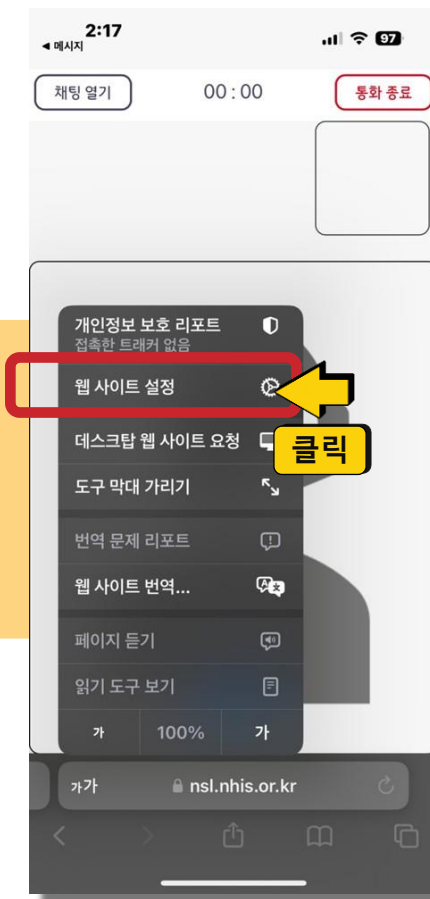 2:17
◀ 메시지
97
채팅 열기
00 : 00
통화 종료
개인정보 보호 리포트
접촉한 트래커 없음
웹 사이트 설정
데스크탑 웹 사이트 요청
클릭
도구 막대 가리기
번역 문제 리포트
웹 사이트 번역...
페이지 듣기
읽기 도구 보기
가 100% 가
가가 nsl.nhis.or.kr